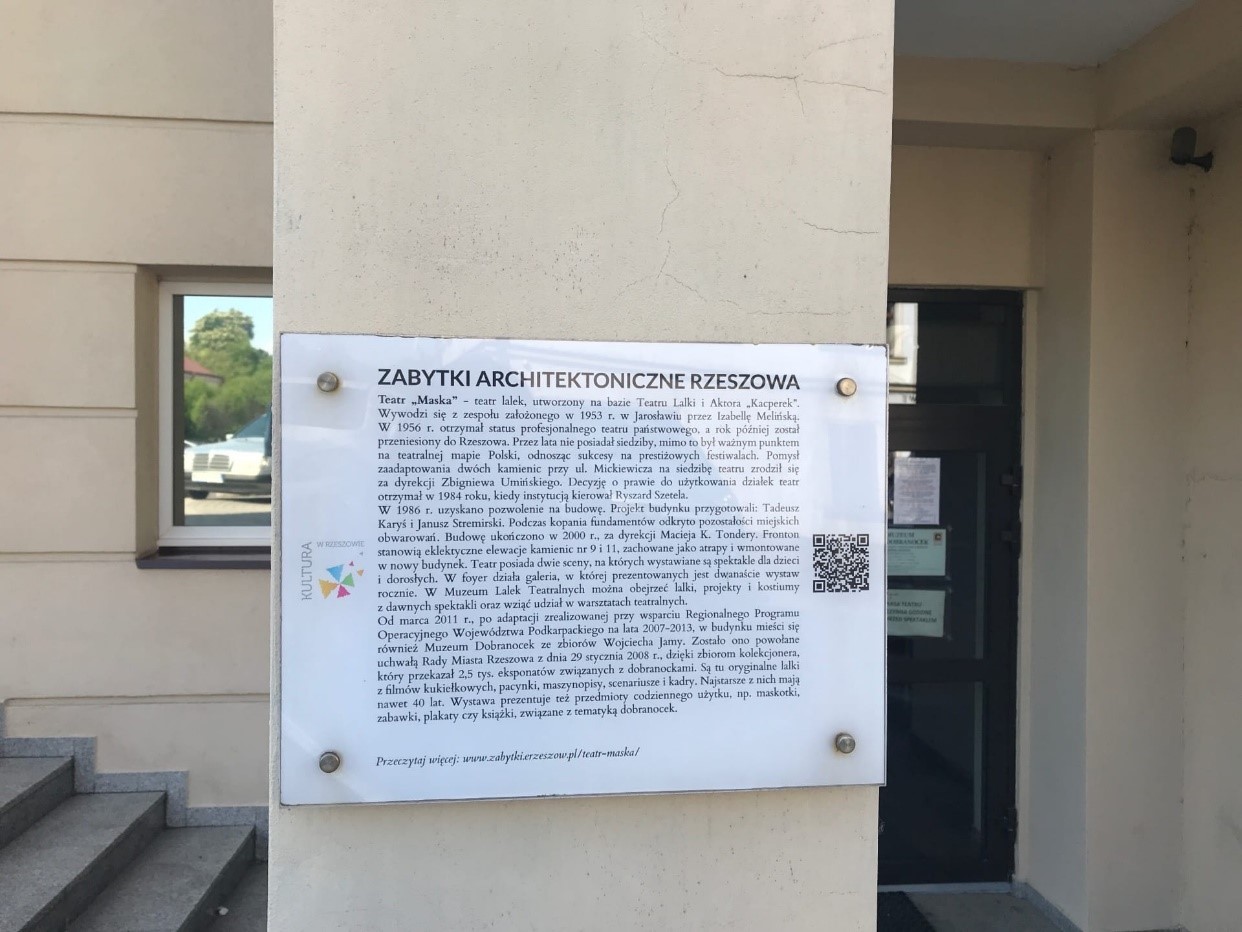 ZABYTKI ARCHITEKTONICZNE RZESZOWA
Teatr „Maska” – teatr lalek, utworzony na bazie Teatru Lalki i Aktora „Kacperek”.
Wywodzi się z zespołu założonego w 1953 r. w Jarosławiu przez Izabellę Melińską.
W 1956 r. otrzymał status profesjonalnego teatru państwowego, a rok później został
przeniesiony do Rzeszowa. Przez lata nie posiadał siedziby, mimo to był ważnym punktem
na teatralnej mapie Polski, odnosząc sukcesy na prestiżowych festiwalach. Pomysł
zaadaptowania dwóch kamienic przy ul. Mickiewicza na siedzibę teatru zrodził się
za dyrekcji Zbigniewa Umińskiego. Decyzję o prawie do użytkowania działek teatr
otrzymał w 1984 roku, kiedy instytucją kierował Ryszard Szetela.
W 1986 r. uzyskano pozwolenie na budowę. Projekt budynku przygotowali: Tadeusz
Karyś i Janusz Stremirski. Podczas kopania fundamentów odkryto pozostałości miejskich
obwarowań. Budowę ukończono w 2000 r., za dyrekcji Macieja K. Tondery. Fronton
stanowią eklektyczne elewacje kamienic nr 9 i 11, zachowane jako atrapy i wmontowane
w nowy budynek. Teatr posiada dwie sceny, na których wystawiane są spektakle dla dzieci
i dorosłych. W foyer działa galeria, w której prezentowanych jest dwanaście wystaw
rocznie. W Muzeum Lalek Teatralnych można obejrzeć lalki, projekty i kostiumy
z dawnych spektakli oraz wziąć udział w warsztatach teatralnych.
Od marca 2011 r., po adaptacji zrealizowanej przy wsparciu Regionalnego Programu
Operacyjnego Województwa Podkarpackiego na lata 2007-2013, w budynku mieści się
również Muzeum Dobranocek ze zbiorów Wojciecha Jamy. Zostało ono powołane
uchwałą Rady Miasta Rzeszowa z dnia 29 stycznia 2008 r., dzięki zbiorom kolekcjonera,
który przekazał 2,5 tys. eksponatów związanych z dobranockami. Są tu oryginalne lalki
z filmów kukiełkowych, pacynki, maszynopisy, scenariusze i kadry. Najstarsze z nich mają
nawet 40 lat. Wystawa prezentuje też przedmioty codziennego użytku, np. maskotki,
zabawki, plakaty czy książki, związane z tematyką dobranocek.
Przeczytaj więcej: www.zabytki.erzeszow.pl/teatr-maska/
KULTURA
W RZESZOWIE